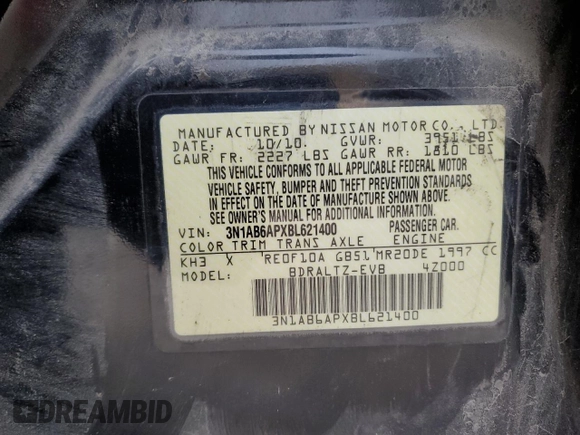 MANUFACTURED BY NISSAN MOTOR CO., LTD.
DATE: 10/10. GVWR: 3951 LBS
GAWR FR: 2227 LBS GAWR RR: 1810 LBS
THIS VEHICLE CONFORMS TO ALL APPLICABLE FEDERAL MOTOR
VEHICLE SAFETY, BUMPER AND THEFT PREVENTION STANDARDS
IN EFFECT ON THE DATE OF MANUFACTURE SHOWN ABOVE.
SEE OWNER'S MANUAL FOR ADDITIONAL INFORMATION.
VIN: 3N1AB6APXBL621400 PASSENGER CAR.
COLOR TRIM TRANS AXLE ENGINE
KH3 X RE0F10A GB51 MR20DE 1997 CC
MODEL: BDRALTZ-EVB 4Z000
3N1AB6APXBL621400
DREAMBID